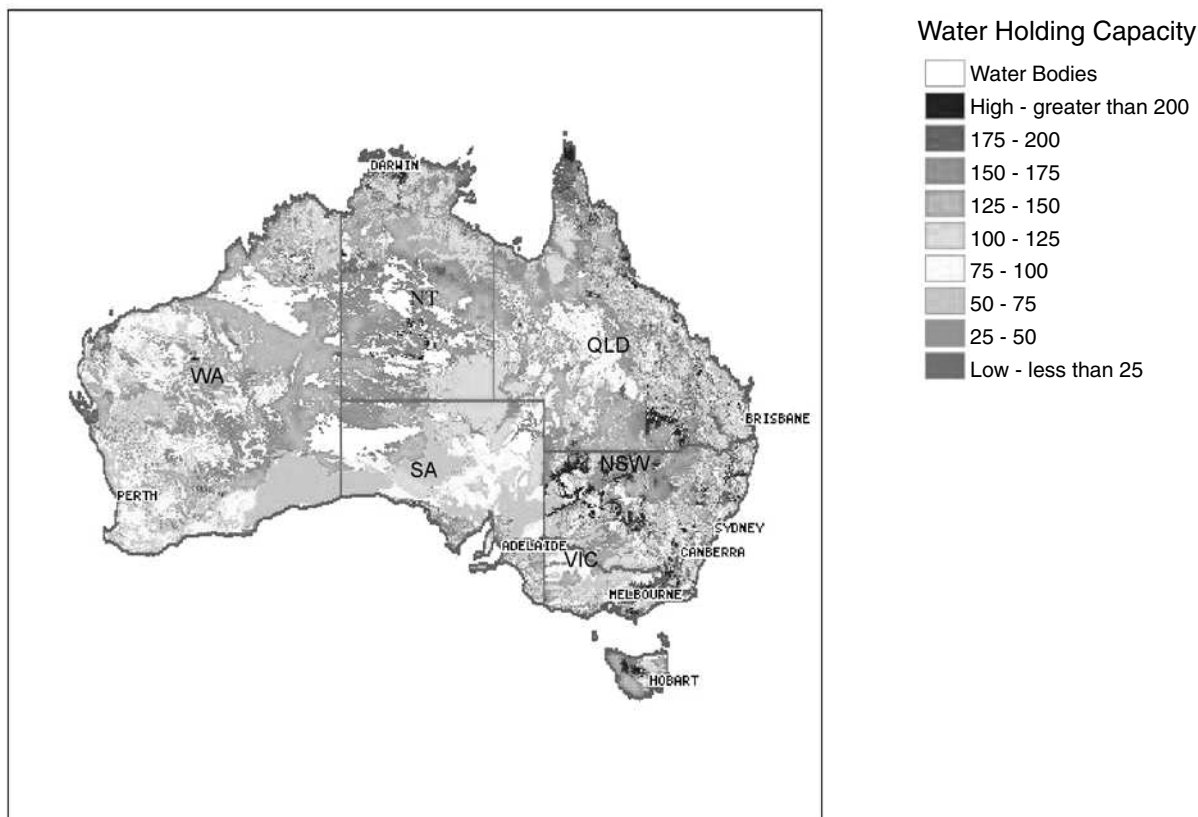 Water Holding Capacity
Water Bodies
High - greater than 200
175 - 200
150 - 175
125 - 150
100 - 125
75 - 100
50 - 75
25 - 50
Low - less than 25
DARWIN
NT
QLD
WA
BRISBANE
SA
NSW
PERTH
SYDNEY
ADELAIDE
CANBERRA
VIC
MELBOURNE
HOBART